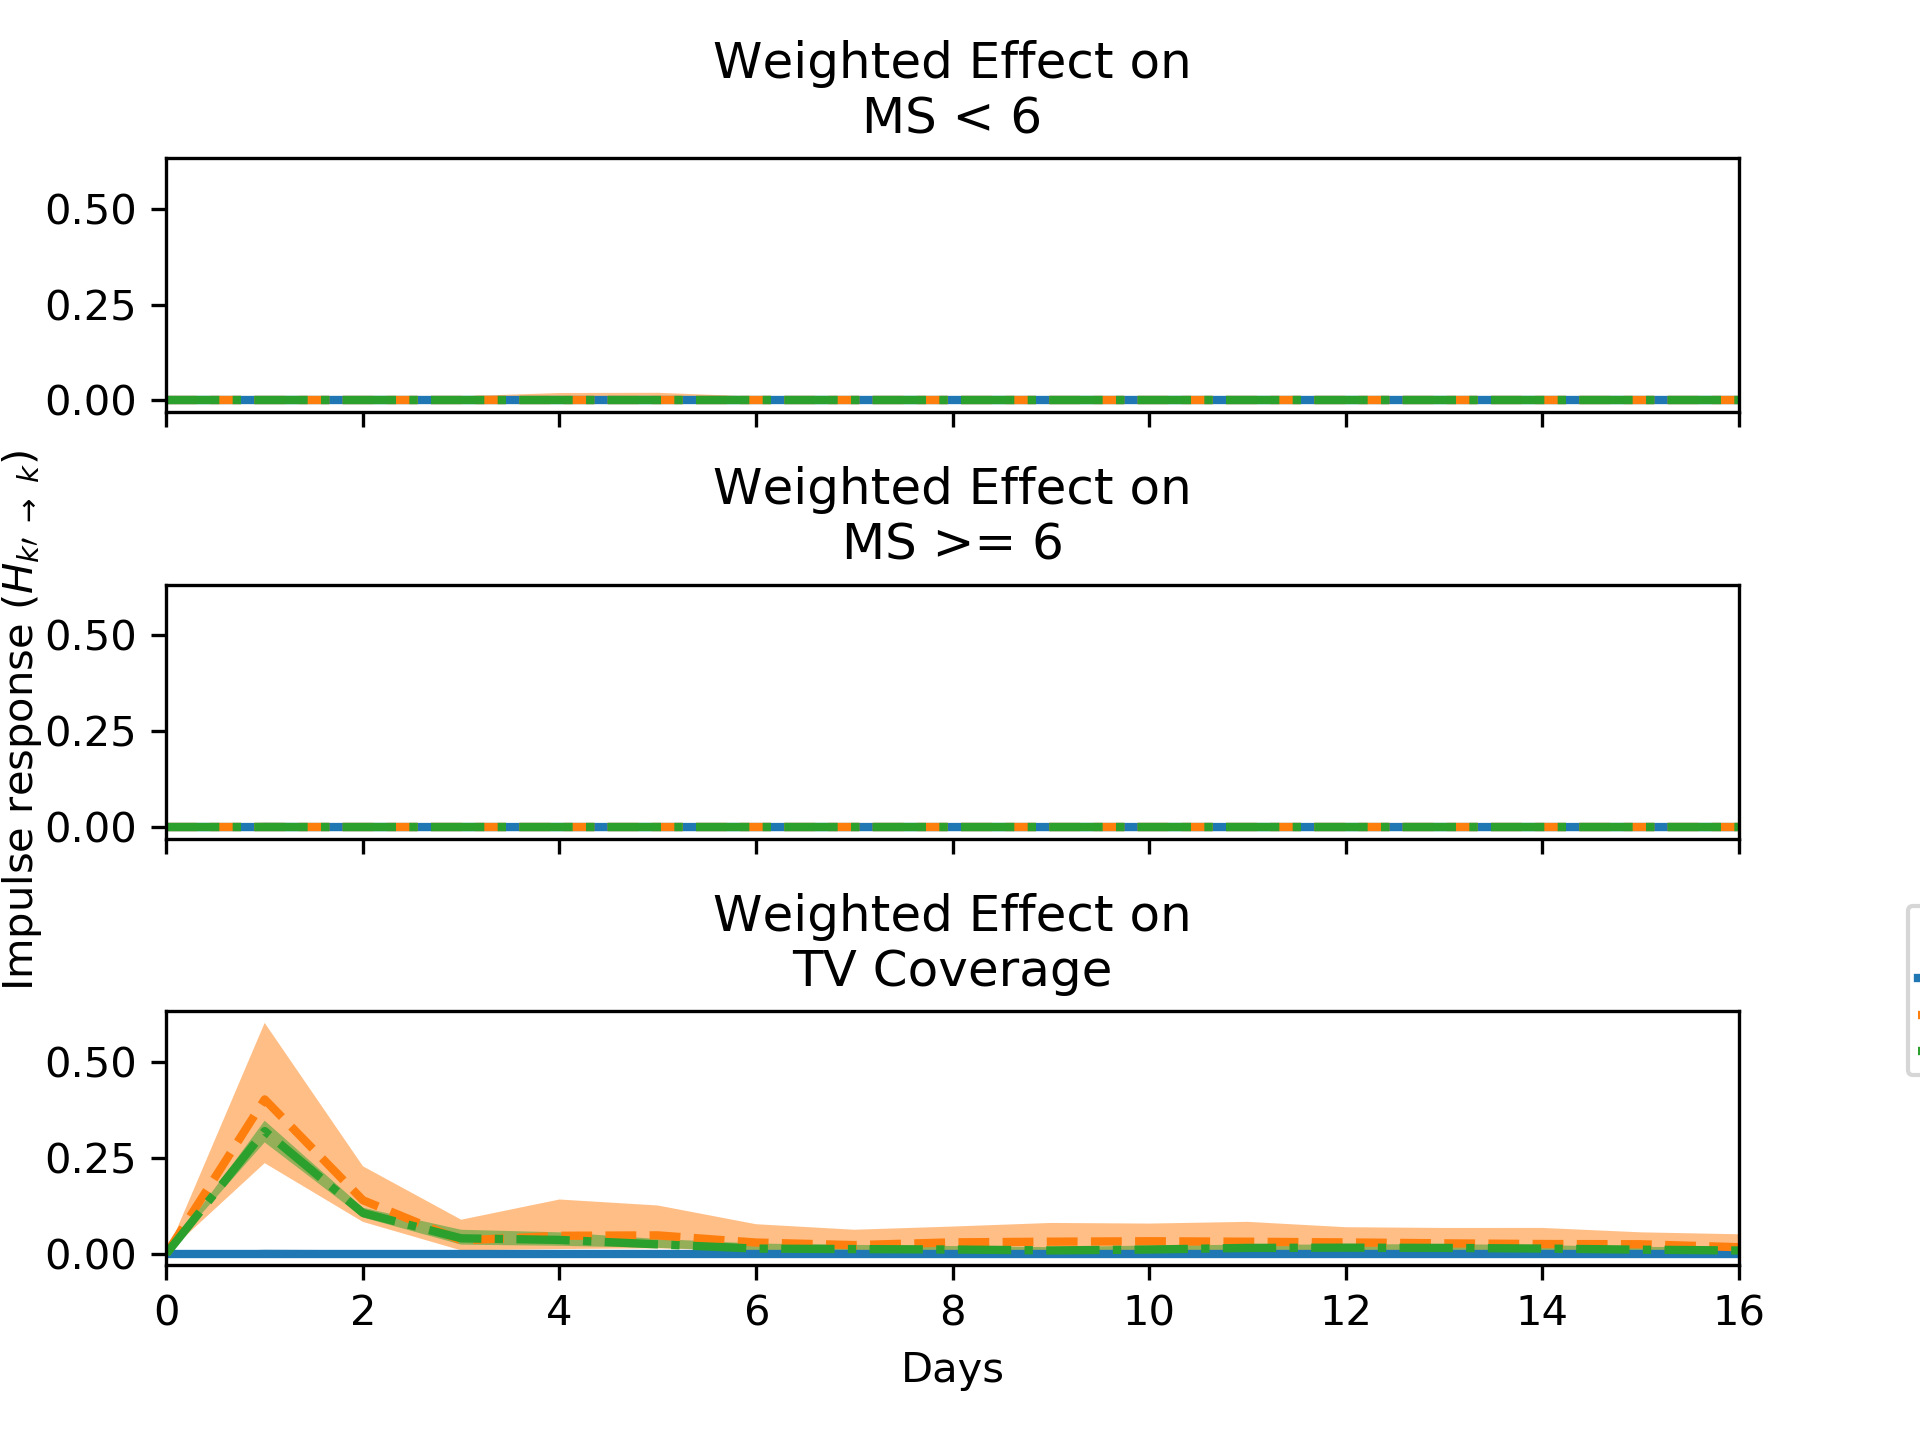 Weighted Effect on
MS < 6
0.50
0.25
0.00
Weighted Effect on
MS >= 6
0.50
0.25
0.00
Impulse response (H_{k′ → k})
Weighted Effect on
TV Coverage
0.50
0.25
0.00
0 2 4 6 8 10 12 14 16
Days